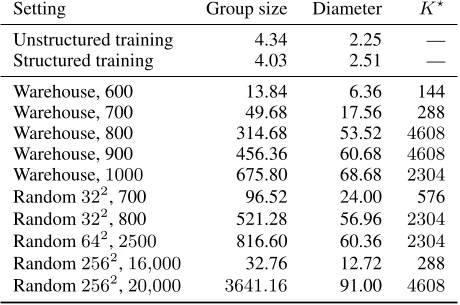 Setting Group size Diameter K⋆
Unstructured training 4.34 2.25 —
Structured training 4.03 2.51 —
Warehouse, 600 13.84 6.36 144
Warehouse, 700 49.68 17.56 288
Warehouse, 800 314.68 53.52 4608
Warehouse, 900 456.36 60.68 4608
Warehouse, 1000 675.80 68.68 2304
Random 32², 700 96.52 24.00 576
Random 32², 800 521.28 56.96 2304
Random 64², 2500 816.60 60.36 2304
Random 256², 16,000 32.76 12.72 288
Random 256², 20,000 3641.16 91.00 4608